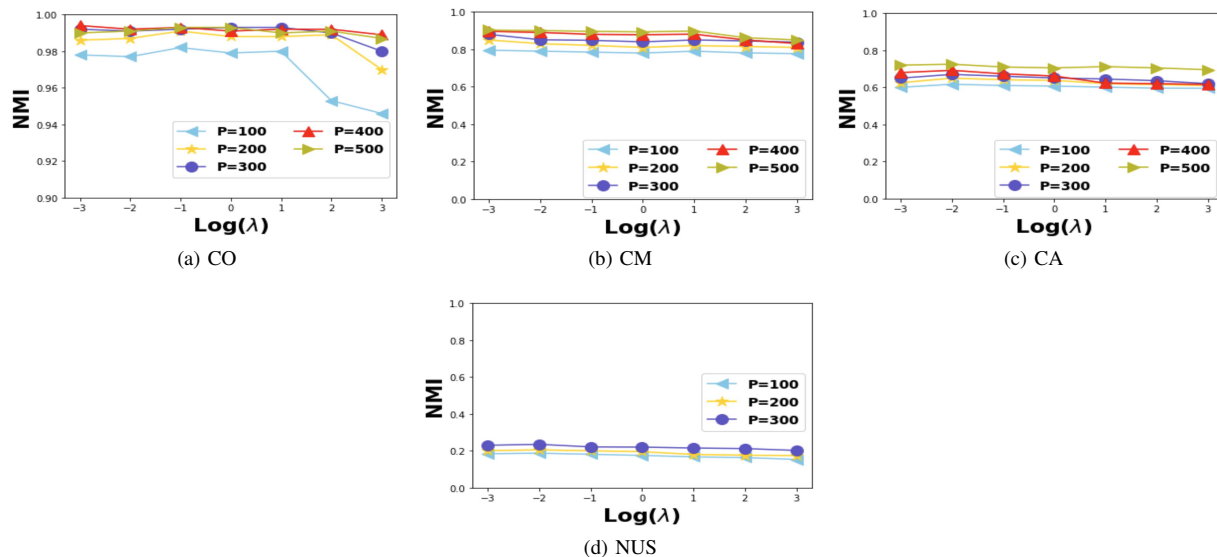 1.00
0.98
0.96
0.94
0.92
0.90
NMI
P=100 P=400
P=200 P=500
P=300
−3 −2 −1 0 1 2 3
Log(λ)
(a) CO
1.0
0.8
0.6
0.4
0.2
0.0
NMI
P=100 P=400
P=200 P=500
P=300
−3 −2 −1 0 1 2 3
Log(λ)
(b) CM
1.0
0.8
0.6
0.4
0.2
0.0
NMI
P=100 P=400
P=200 P=500
P=300
−3 −2 −1 0 1 2 3
Log(λ)
(c) CA
1.0
0.8
0.6
0.4
0.2
0.0
NMI
P=100
P=200
P=300
−3 −2 −1 0 1 2 3
Log(λ)
(d) NUS